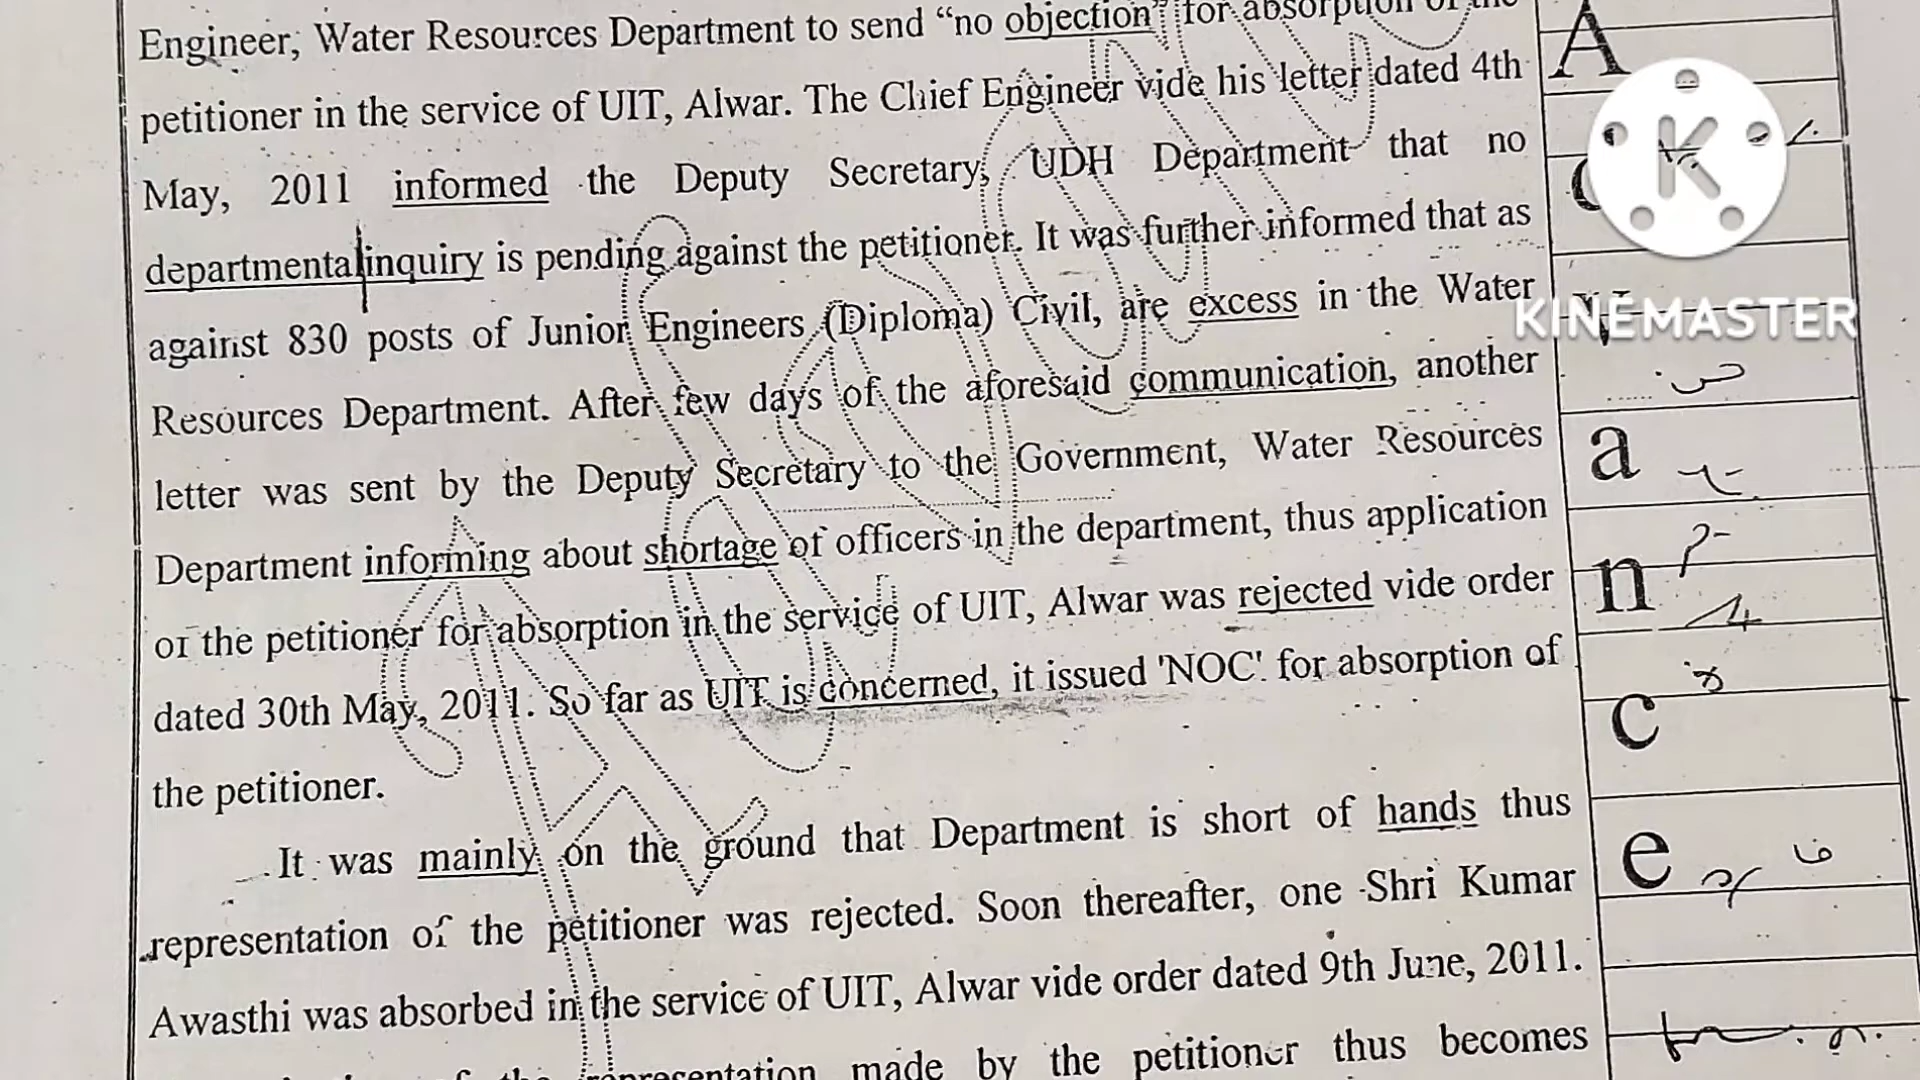 Engineer, Water Resources Department to send “no objection” for absorption of the
petitioner in the service of UIT, Alwar. The Chief Engineer vide his letter dated 4th
May, 2011 informed the Deputy Secretary, UDH Department that no
departmental inquiry is pending against the petitioner. It was further informed that as
against 830 posts of Junior Engineers (Diploma) Civil, are excess in the Water
Resources Department. After few days of the aforesaid communication, another
letter was sent by the Deputy Secretary to the Government, Water Resources
Department informing about shortage of officers in the department, thus application
of the petitioner for absorption in the service of UIT, Alwar was rejected vide order
dated 30th May, 2011. So far as UIT is concerned, it issued 'NOC' for absorption of
the petitioner.
It was mainly on the ground that Department is short of hands thus
representation of the petitioner was rejected. Soon thereafter, one Shri Kumar
Awasthi was absorbed in the service of UIT, Alwar vide order dated 9th June, 2011.
of the representation made by the petitioner thus becomes
A
a
n
c
e
K
KINEMASTER